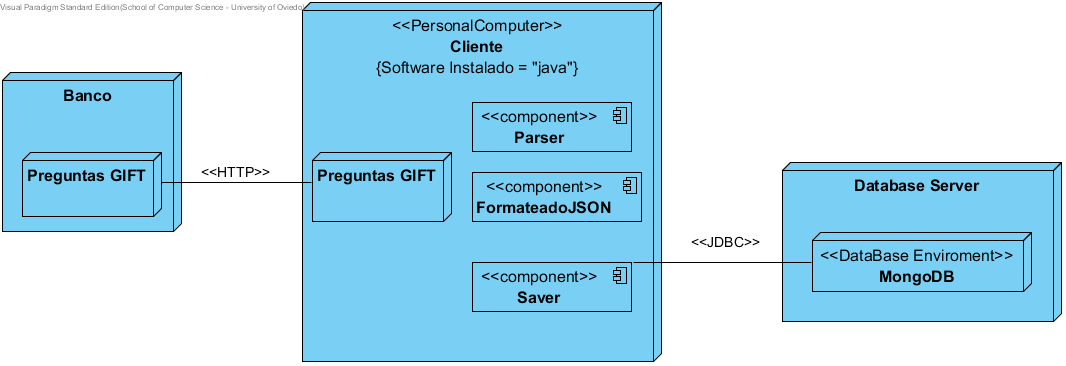 Visual Paradigm Standard Edition(School of Computer Science - University of Oviedo)
<<PersonalComputer>>
Cliente
{Software Instalado = "java"}
Banco
Preguntas GIFT
<<HTTP>>
Preguntas GIFT
<<component>>
Parser
<<component>>
FormateadoJSON
<<component>>
Saver
<<JDBC>>
Database Server
<<DataBase Enviroment>>
MongoDB